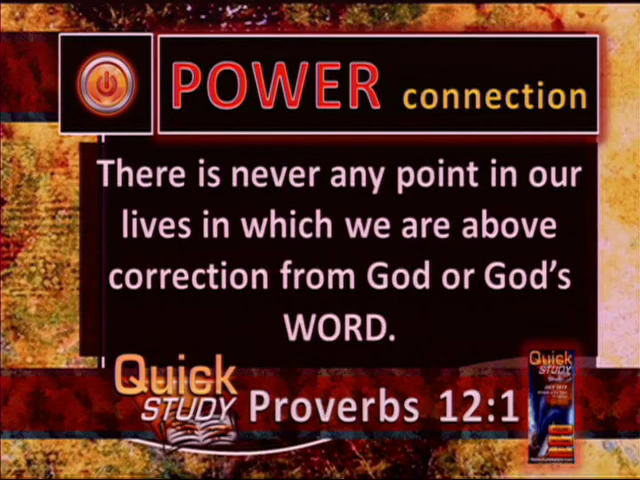 POWER connection
There is never any point in our
lives in which we are above
correction from God or God's
WORD.
Quick
STUDY
Proverbs 12:1
Quick
STUDY